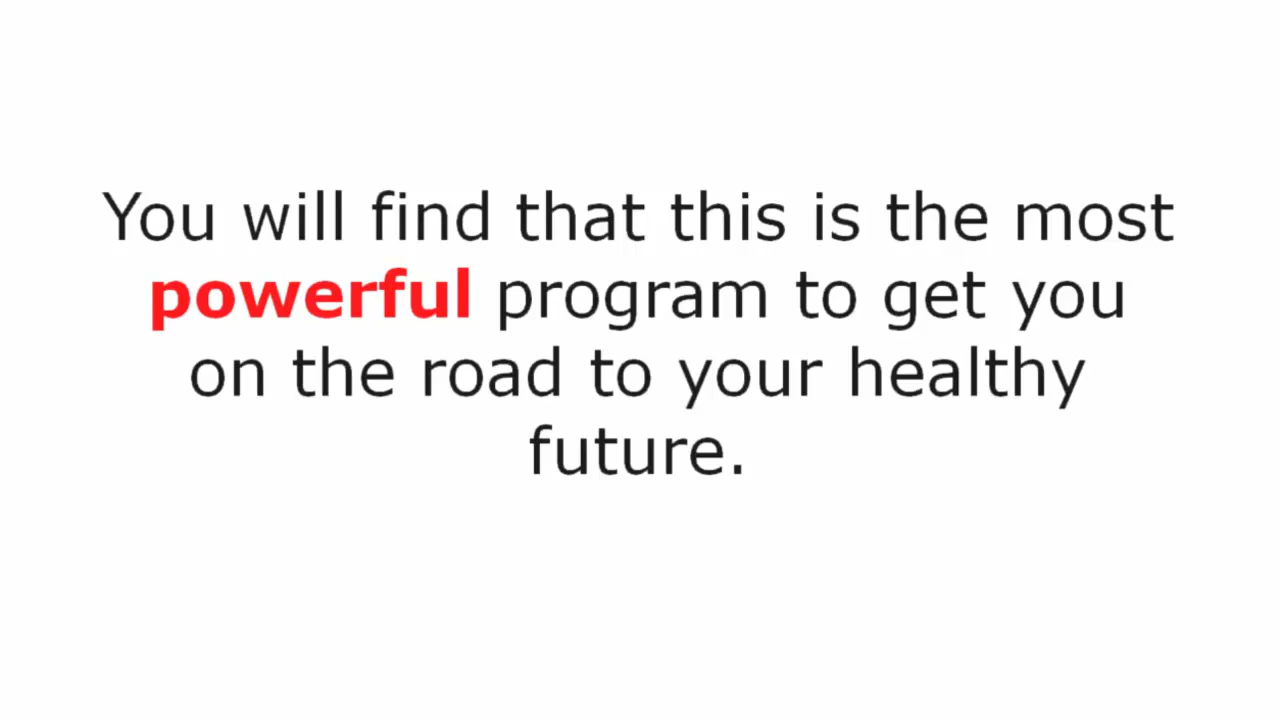 You will find that this is the most
powerful program to get you
on the road to your healthy
future.